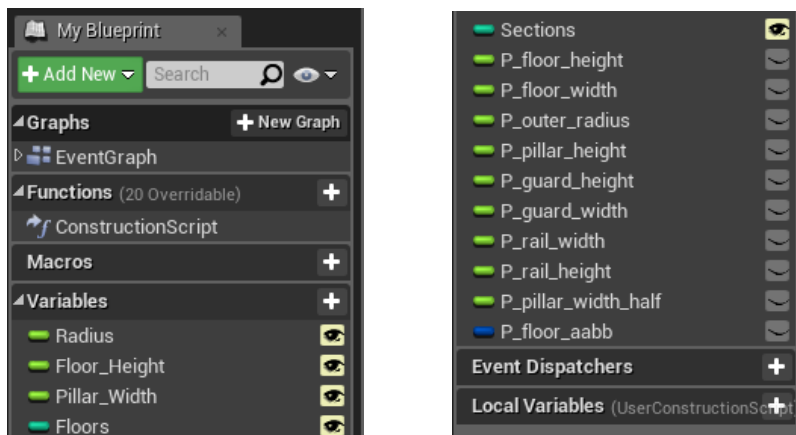 My Blueprint
Add New
Search
Graphs
New Graph
EventGraph
Functions (20 Overridable)
ConstructionScript
Macros
Variables
Radius
Floor_Height
Pillar_Width
Floors
Sections
P_floor_height
P_floor_width
P_outer_radius
P_pillar_height
P_guard_height
P_guard_width
P_rail_width
P_rail_height
P_pillar_width_half
P_floor_aabb
Event Dispatchers
Local Variables (UserConstructionScript)